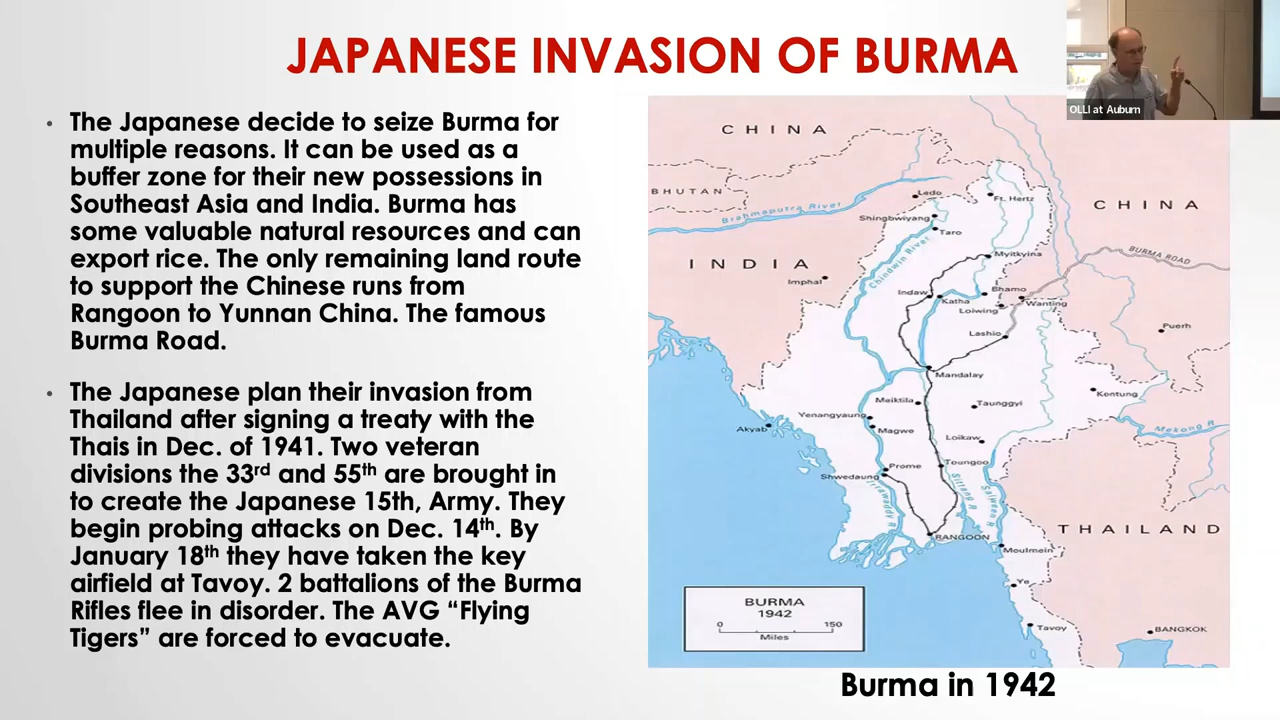 JAPANESE INVASION OF BURMA
OLLI at Auburn
• The Japanese decide to seize Burma for
multiple reasons. It can be used as a
buffer zone for their new possessions in
Southeast Asia and India. Burma has
some valuable natural resources and can
export rice. The only remaining land route
to support the Chinese runs from
Rangoon to Yunnan China. The famous
Burma Road.
• The Japanese plan their invasion from
Thailand after signing a treaty with the
Thais in Dec. of 1941. Two veteran
divisions the 33rd and 55th are brought in
to create the Japanese 15th, Army. They
begin probing attacks on Dec. 14th. By
January 18th they have taken the key
airfield at Tavoy. 2 battalions of the Burma
Rifles flee in disorder. The AVG “Flying
Tigers” are forced to evacuate.
CHINA
BHUTAN
Brahmaputra River
Ledo
Ft. Hertz
Shingbwiyang
Taro
CHINA
INDIA
Imphal
Chindwin River
Myitkyina
BURMA ROAD
Indaw
Katha
Bhamo
Wanting
Loiwing
Lashio
Puerh
Mandalay
Meiktila
Taunggyi
Kentung
Yenangyaung
Magwe
Akyab
Loikaw
Mekong R
Prome
Toungoo
Shwedaung
Irrawaddy R
Sittang R
Salween R
THAILAND
RANGOON
Moulmein
Ye
Tavoy
BANGKOK
BURMA
1942
0 150
Miles
Burma in 1942